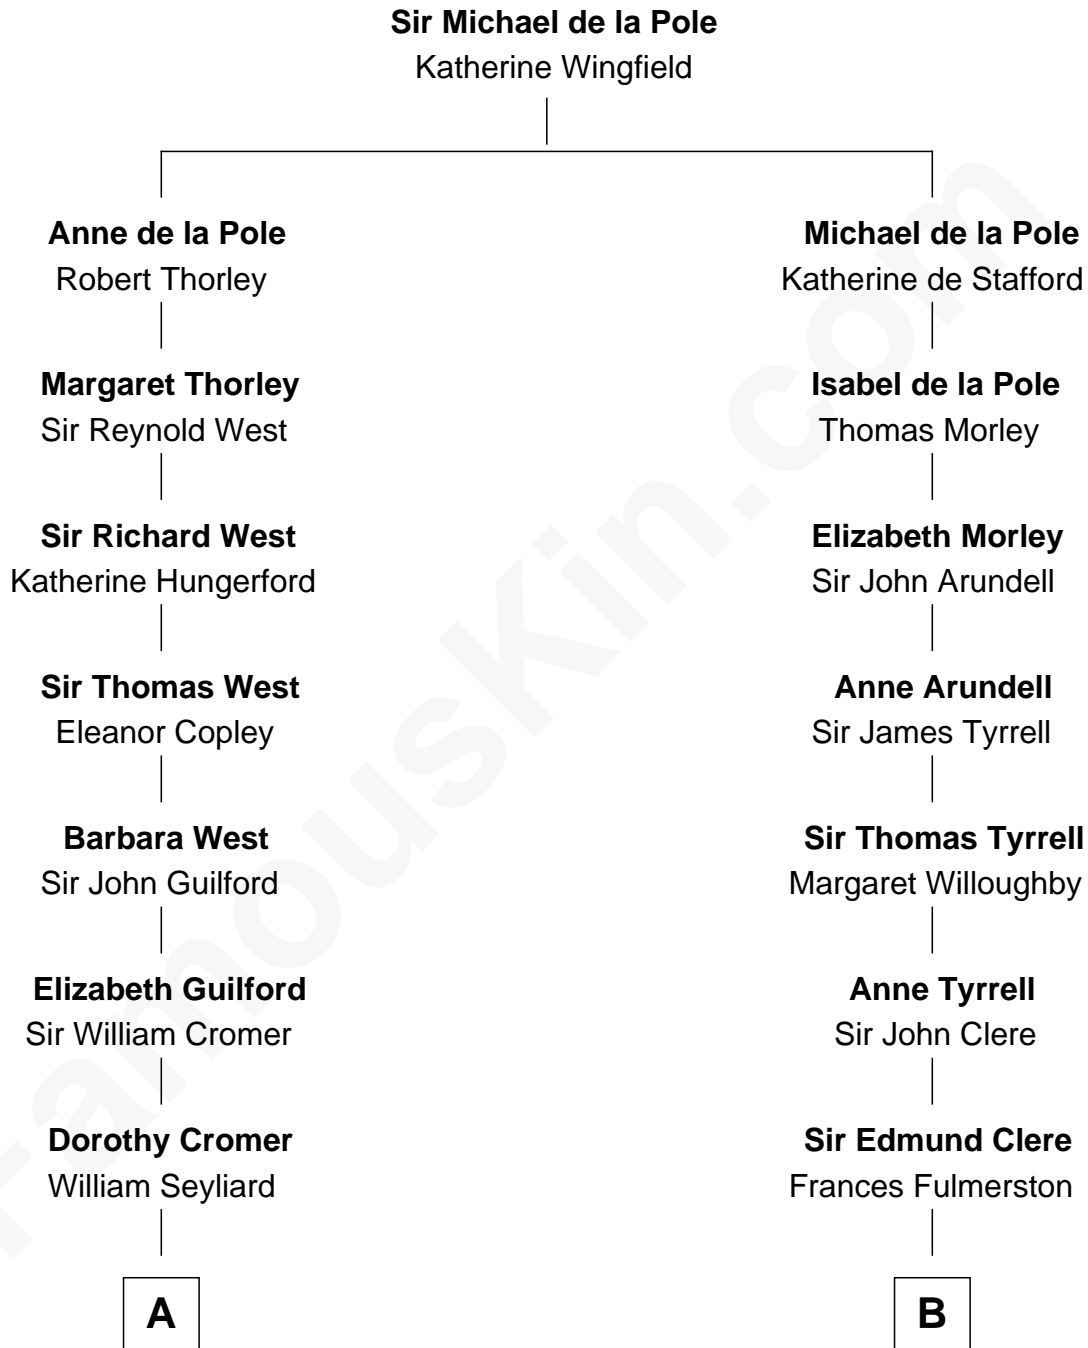 Sir Michael de la Pole
Katherine Wingfield
Anne de la Pole
Robert Thorley
Michael de la Pole
Katherine de Stafford
Margaret Thorley
Sir Reynold West
Isabel de la Pole
Thomas Morley
Sir Richard West
Katherine Hungerford
Elizabeth Morley
Sir John Arundell
Sir Thomas West
Eleanor Copley
Anne Arundell
Sir James Tyrrell
Barbara West
Sir John Guilford
Sir Thomas Tyrrell
Margaret Willoughby
Elizabeth Guilford
Sir William Cromer
Anne Tyrrell
Sir John Clere
Dorothy Cromer
William Seyliard
Sir Edmund Clere
Frances Fulmerston
A
B
FamousKin.com